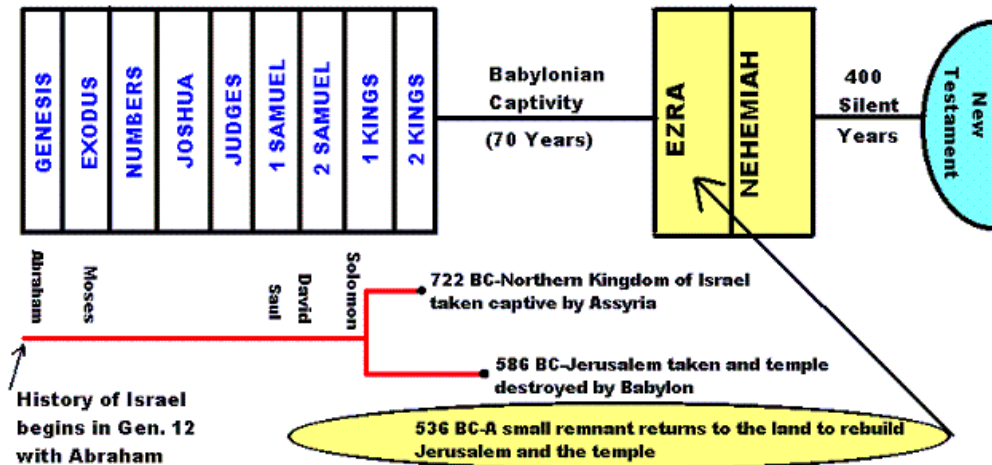 GENESIS
EXODUS
NUMBERS
JOSHUA
JUDGES
1 SAMUEL
2 SAMUEL
1 KINGS
2 KINGS
Babylonian
Captivity
(70 Years)
EZRA
NEHEMIAH
400
Silent
Years
New
Testament
Abraham
Moses
Saul
David
Solomon
722 BC-Northern Kingdom of Israel
taken captive by Assyria
586 BC-Jerusalem taken and temple
destroyed by Babylon
History of Israel
begins in Gen. 12
with Abraham
536 BC-A small remnant returns to the land to rebuild
Jerusalem and the temple